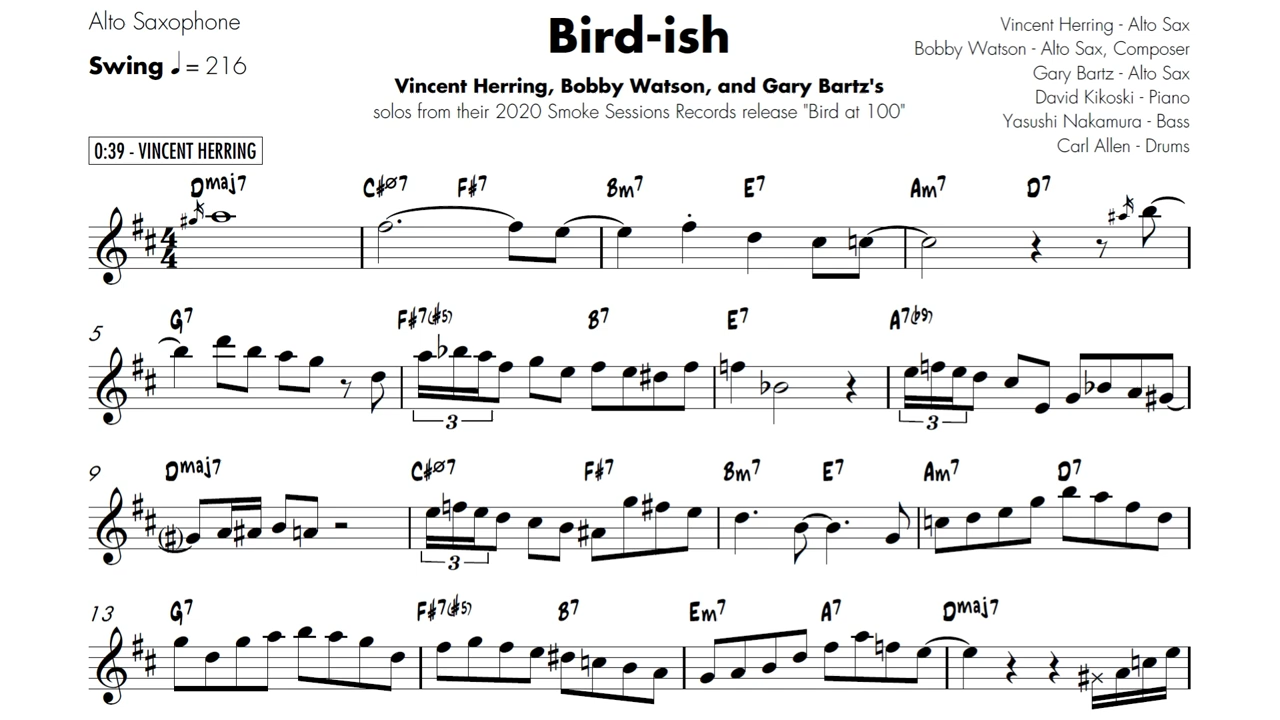 Alto Saxophone
Swing ♩ = 216
Bird-ish
Vincent Herring, Bobby Watson, and Gary Bartz's
solos from their 2020 Smoke Sessions Records release "Bird at 100"
Vincent Herring - Alto Sax
Bobby Watson - Alto Sax, Composer
Gary Bartz - Alto Sax
David Kikoski - Piano
Yasushi Nakamura - Bass
Carl Allen - Drums
0:39 - VINCENT HERRING
Dmaj7 C#ø7 F#7 Bm7 E7 Am7 D7
4
4
5 G7 F#7(#5) B7 E7 A7(b9)
3 3
9 Dmaj7 C#ø7 F#7 Bm7 E7 Am7 D7
3
13 G7 F#7(#5) B7 Em7 A7 Dmaj7